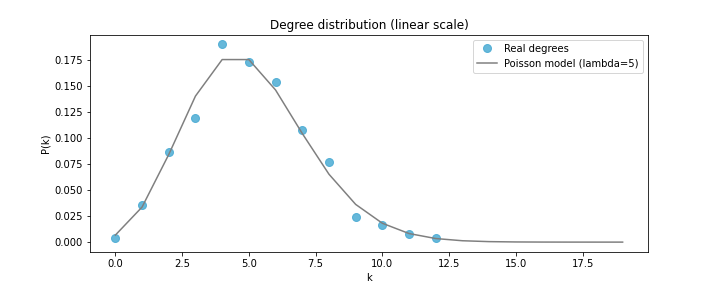 Degree distribution (linear scale)
Real degrees
Poisson model (lambda=5)
0.175
0.150
0.125
0.100
0.075
0.050
0.025
0.000
P(k)
0.0 2.5 5.0 7.5 10.0 12.5 15.0 17.5
k